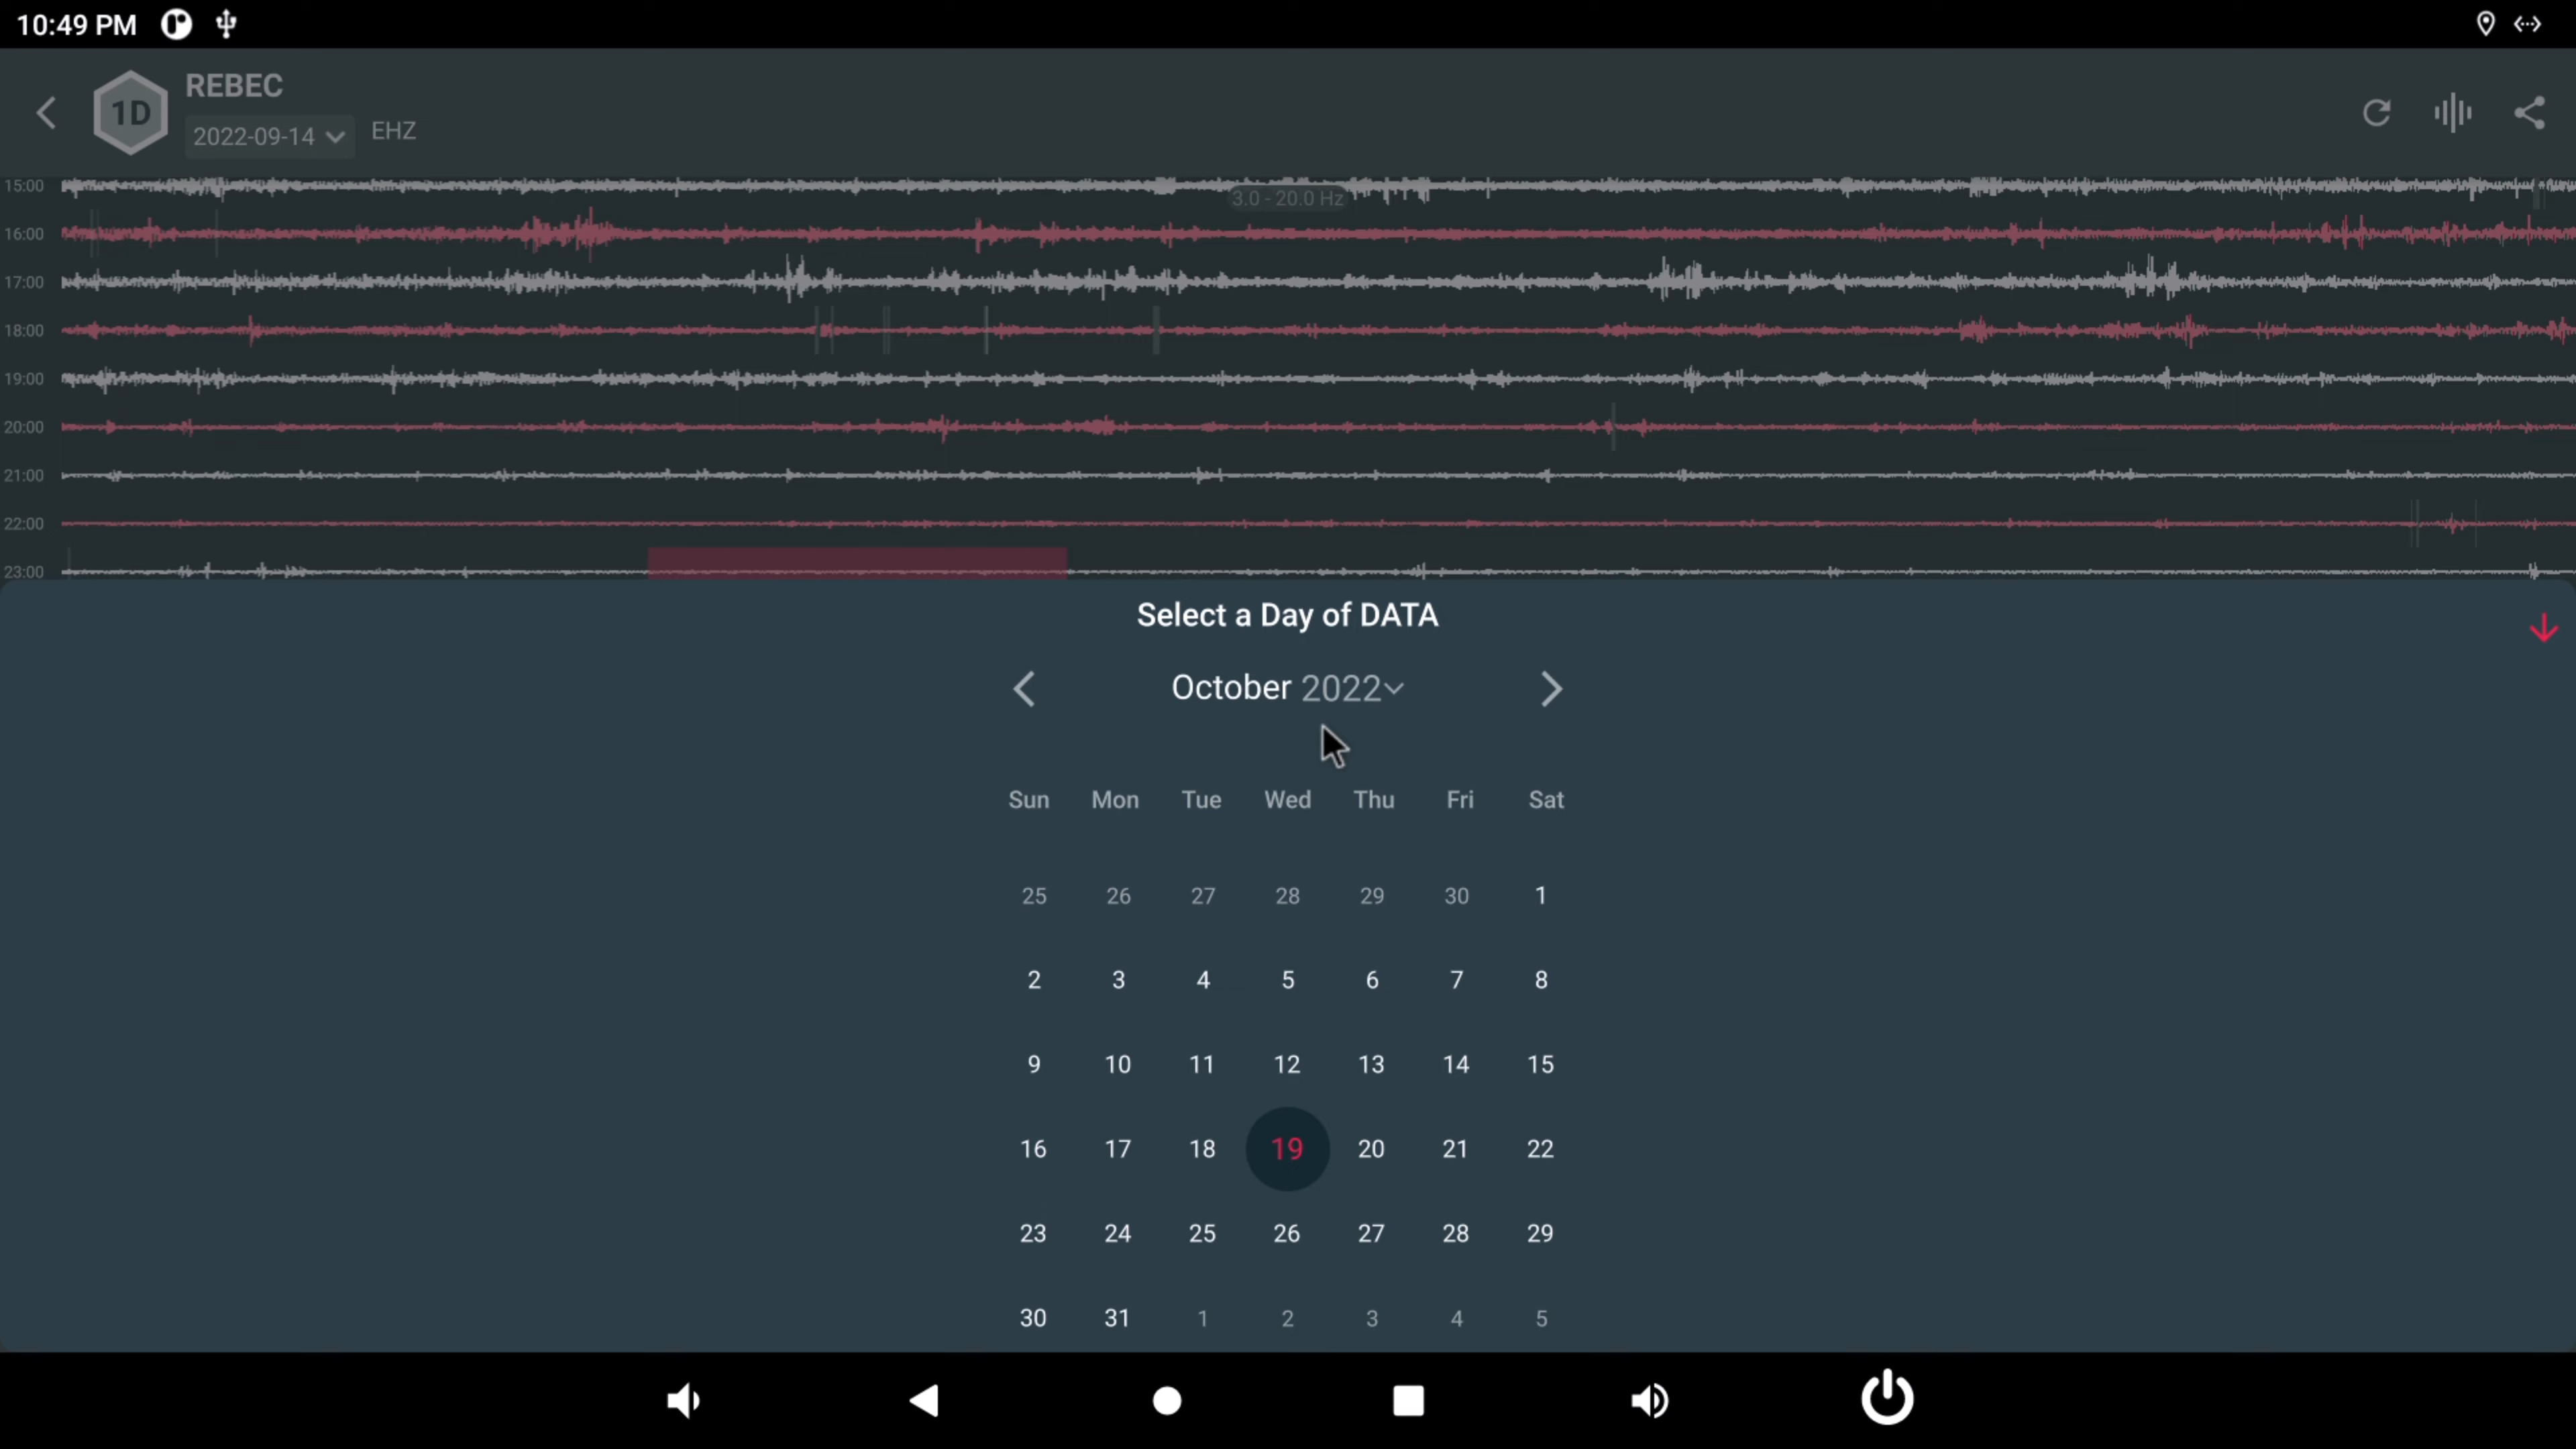 10:49 PM
1D
REBEC
2022-09-14
EHZ
15:00
3.0 - 20.0 Hz
16:00
17:00
18:00
19:00
20:00
21:00
22:00
23:00
Select a Day of DATA
October 2022
Sun Mon Tue Wed Thu Fri Sat
25 26 27 28 29 30 1
2 3 4 5 6 7 8
9 10 11 12 13 14 15
16 17 18 19 20 21 22
23 24 25 26 27 28 29
30 31 1 2 3 4 5